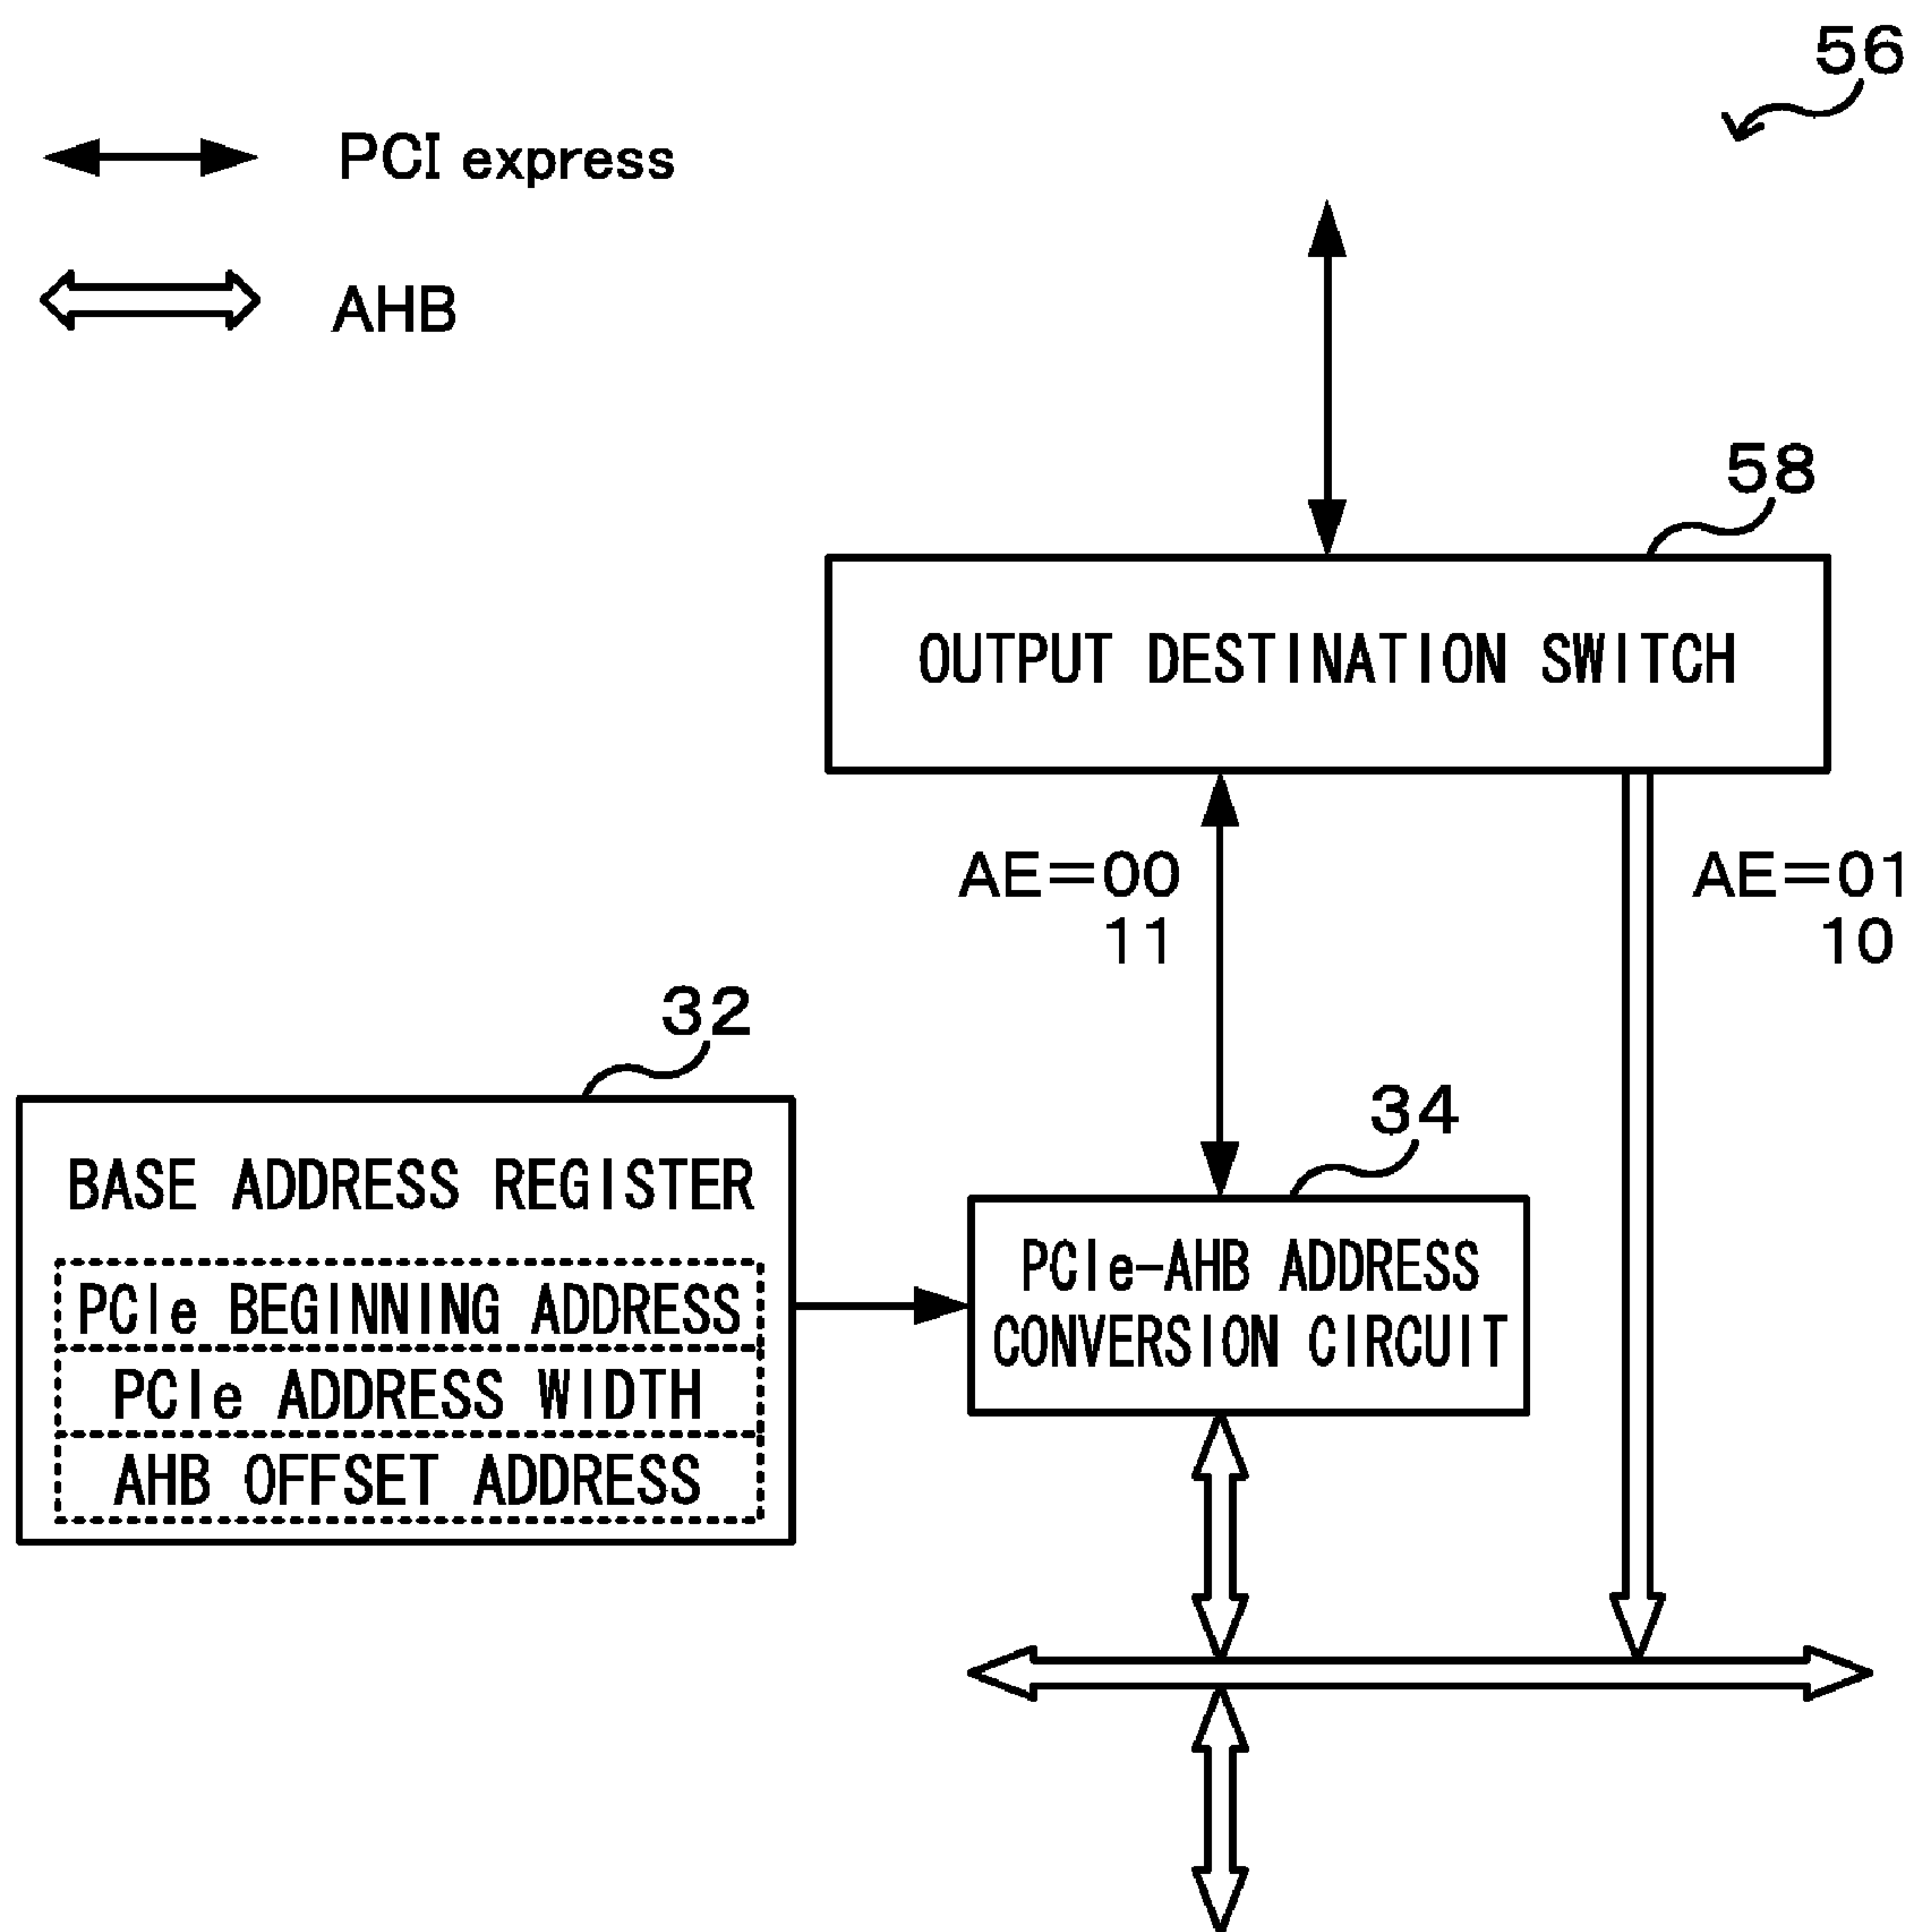 56
PCI express
AHB
58
OUTPUT DESTINATION SWITCH
AE=00
11
AE=01
10
32
BASE ADDRESS REGISTER
PCIe BEGINNING ADDRESS
PCIe ADDRESS WIDTH
AHB OFFSET ADDRESS
34
PCIe-AHB ADDRESS
CONVERSION CIRCUIT